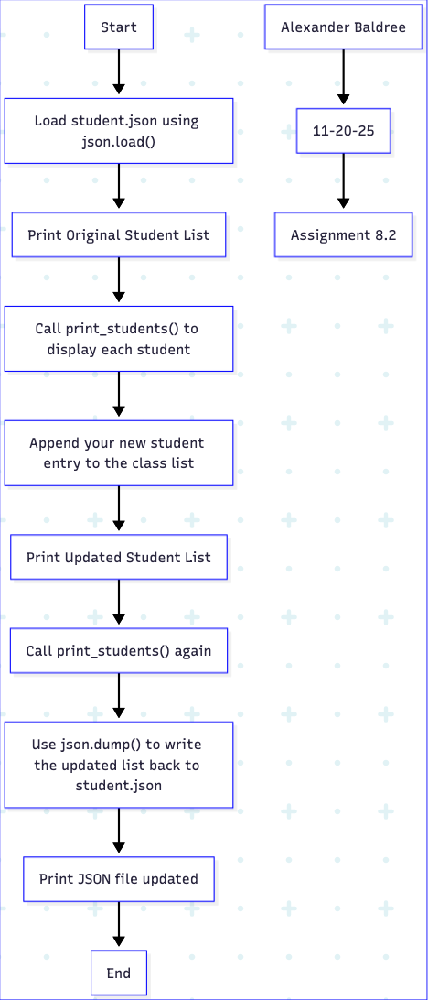 Start
Load student.json using
json.load()
Print Original Student List
Call print_students() to
display each student
Append your new student
entry to the class list
Print Updated Student List
Call print_students() again
Use json.dump() to write
the updated list back to
student.json
Print JSON file updated
End
Alexander Baldree
11-20-25
Assignment 8.2